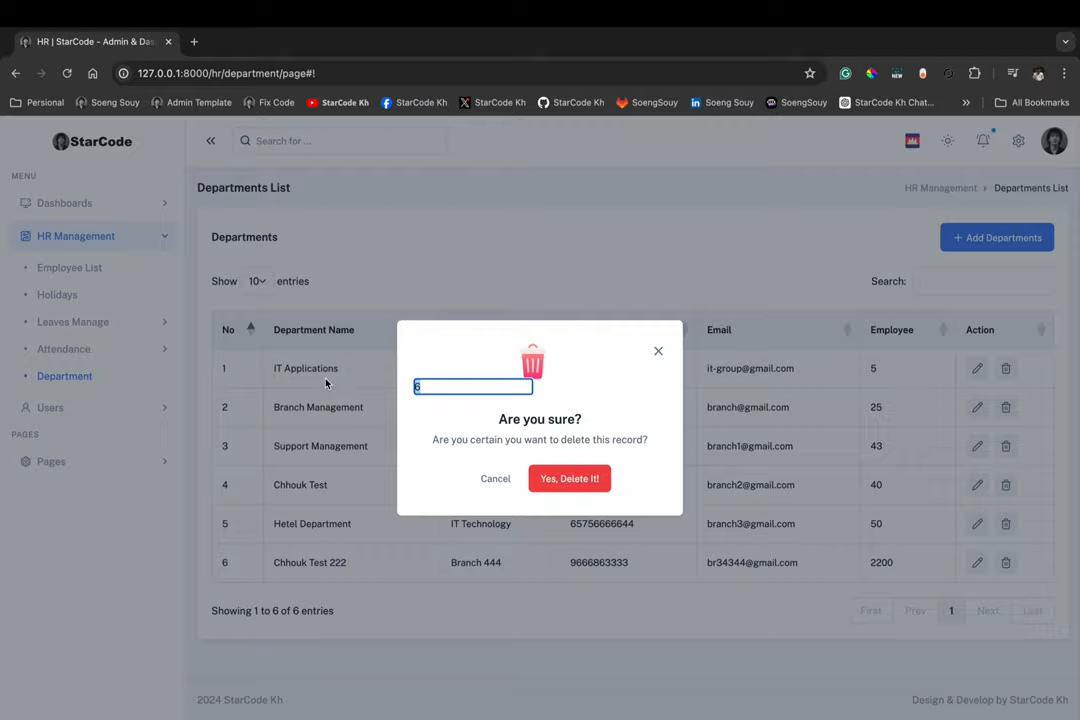 HR | StarCode - Admin & Das
127.0.0.1:8000/hr/department/page#!
Personal
Soeng Souy
Admin Template
Fix Code
StarCode Kh
StarCode Kh
StarCode Kh
StarCode Kh
SoengSouy
Soeng Souy
SoengSouy
StarCode Kh Chat...
All Bookmarks
StarCode
Search for ...
MENU
Dashboards
HR Management
Employee List
Holidays
Leaves Manage
Attendance
Department
Users
PAGES
Pages
Departments List
HR Management
Departments List
Departments
+ Add Departments
Show 10 entries
Search:
No Department Name Email Employee Action
1 IT Applications it-group@gmail.com 5
2 Branch Management branch@gmail.com 25
3 Support Management branch1@gmail.com 43
4 Chhouk Test branch2@gmail.com 40
5 Hetel Department IT Technology 65756666644 branch3@gmail.com 50
6 Chhouk Test 222 Branch 444 9666863333 br34344@gmail.com 2200
6
Are you sure?
Are you certain you want to delete this record?
Cancel
Yes, Delete It!
Showing 1 to 6 of 6 entries
First Prev 1 Next Last
2024 StarCode Kh
Design & Develop by StarCode Kh